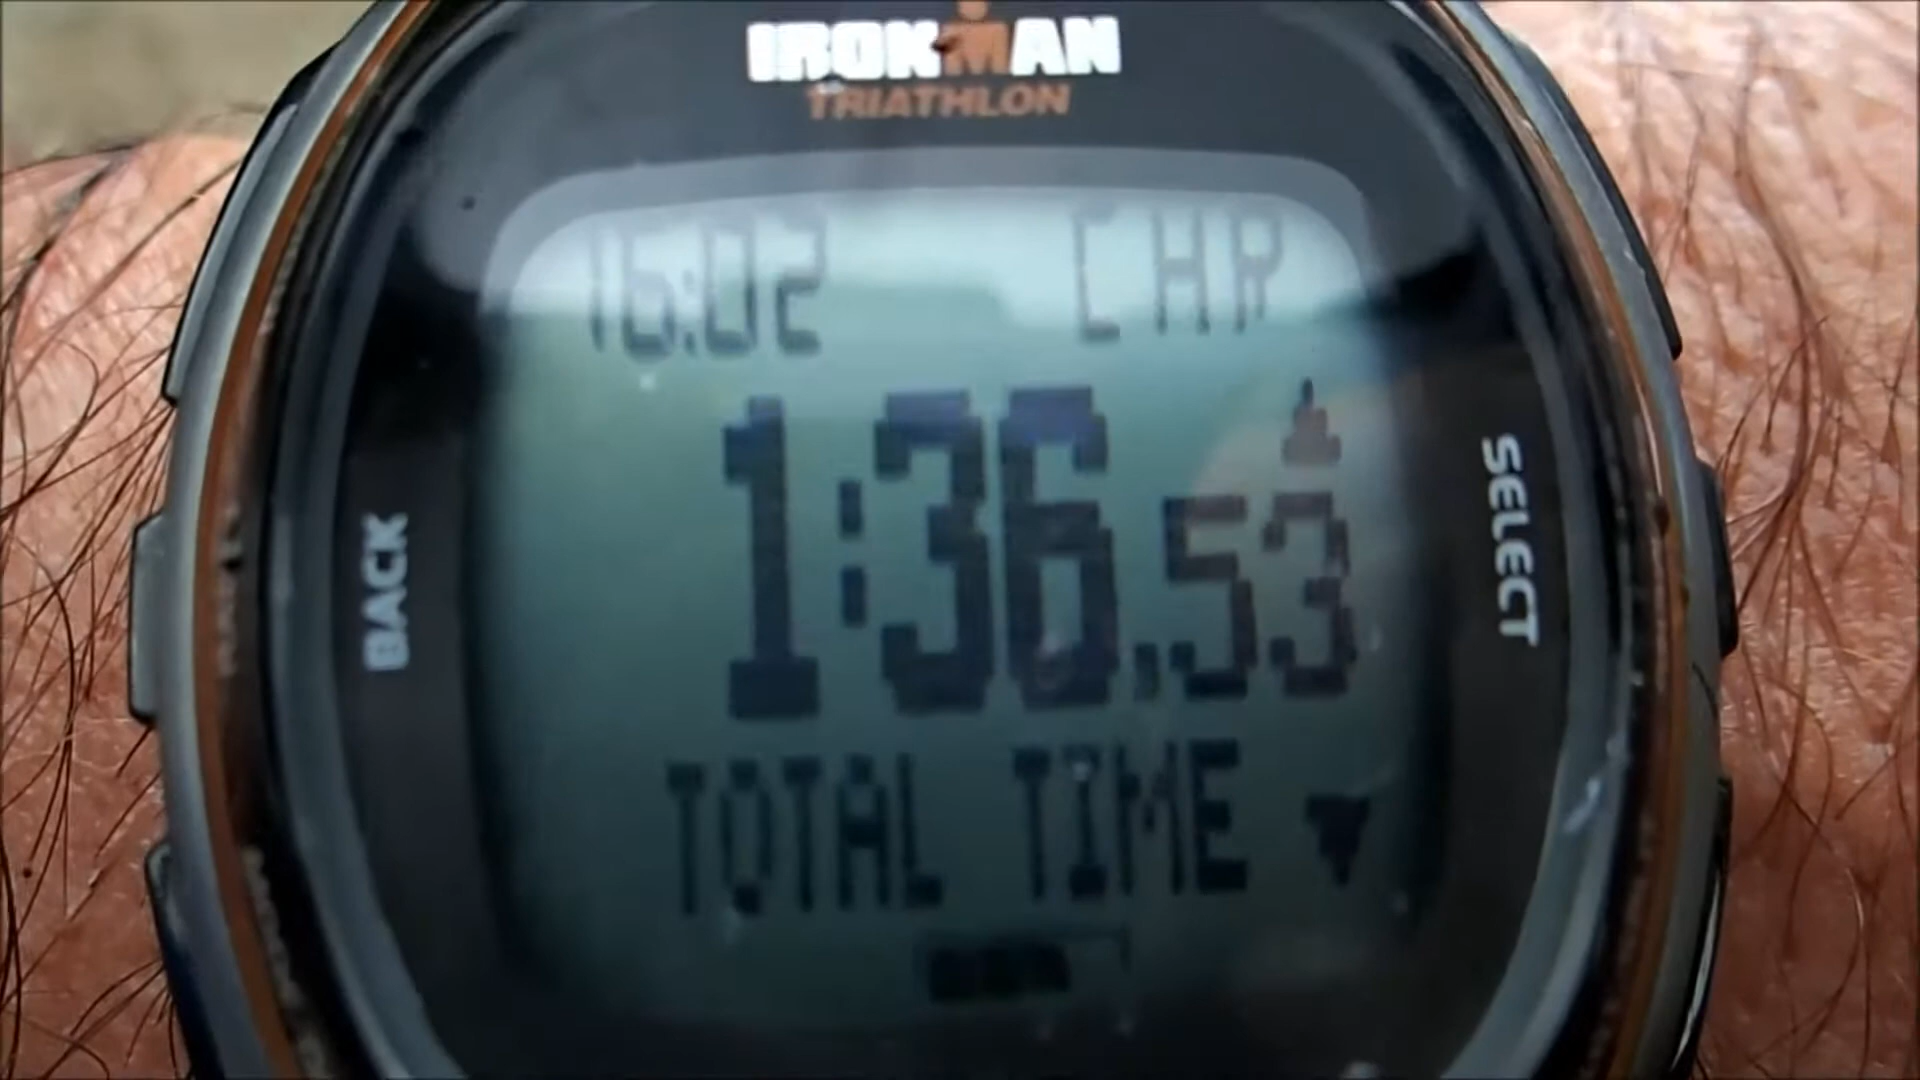 IRONMAN
TRIATHLON
16:02 CHR
1:36.53
TOTAL TIME
BACK
SELECT